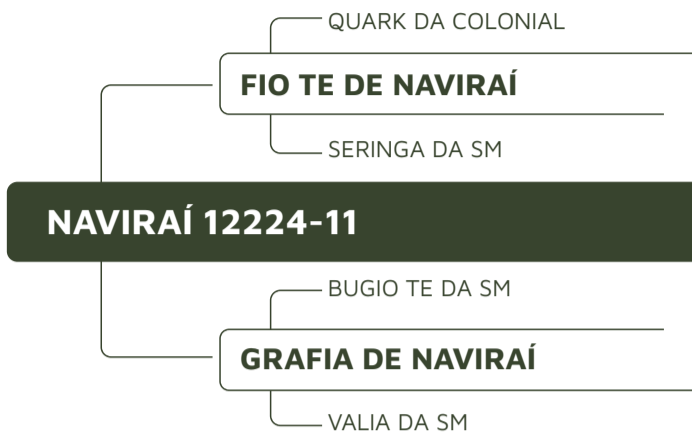 QUARK DA COLONIAL
FIO TE DE NAVIRAÍ
SERINGA DA SM
NAVIRAÍ 12224-11
BUGIO TE DA SM
GRAFIA DE NAVIRAÍ
VALIA DA SM